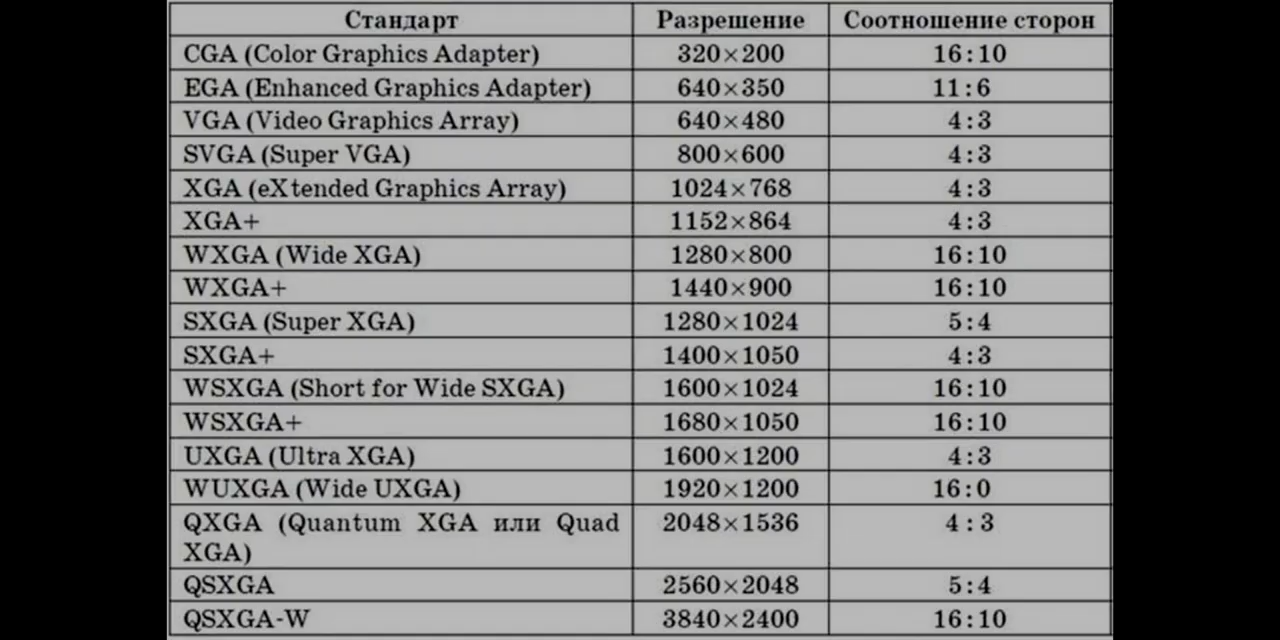 Стандарт Разрешение Соотношение сторон
CGA (Color Graphics Adapter) 320×200 16:10
EGA (Enhanced Graphics Adapter) 640×350 11:6
VGA (Video Graphics Array) 640×480 4:3
SVGA (Super VGA) 800×600 4:3
XGA (eXtended Graphics Array) 1024×768 4:3
XGA+ 1152×864 4:3
WXGA (Wide XGA) 1280×800 16:10
WXGA+ 1440×900 16:10
SXGA (Super XGA) 1280×1024 5:4
SXGA+ 1400×1050 4:3
WSXGA (Short for Wide SXGA) 1600×1024 16:10
WSXGA+ 1680×1050 16:10
UXGA (Ultra XGA) 1600×1200 4:3
WUXGA (Wide UXGA) 1920×1200 16:0
QXGA (Quantum XGA или Quad 2048×1536 4:3
XGA)
QSXGA 2560×2048 5:4
QSXGA-W 3840×2400 16:10